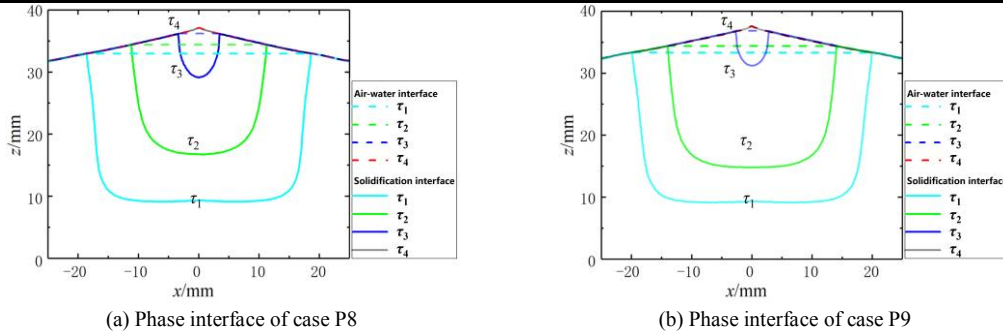 40
30
20
10
0
z/mm
-20
-10
0
10
20
x/mm
τ4
τ3
τ2
τ1
Air-water interface
τ1
τ2
τ3
τ4
Solidification interface
τ1
τ2
τ3
τ4
(a) Phase interface of case P8
40
30
20
10
0
z/mm
-20
-10
0
10
20
x/mm
τ4
τ3
τ2
τ1
Air-water interface
τ1
τ2
τ3
τ4
Solidification interface
τ1
τ2
τ3
τ4
(b) Phase interface of case P9